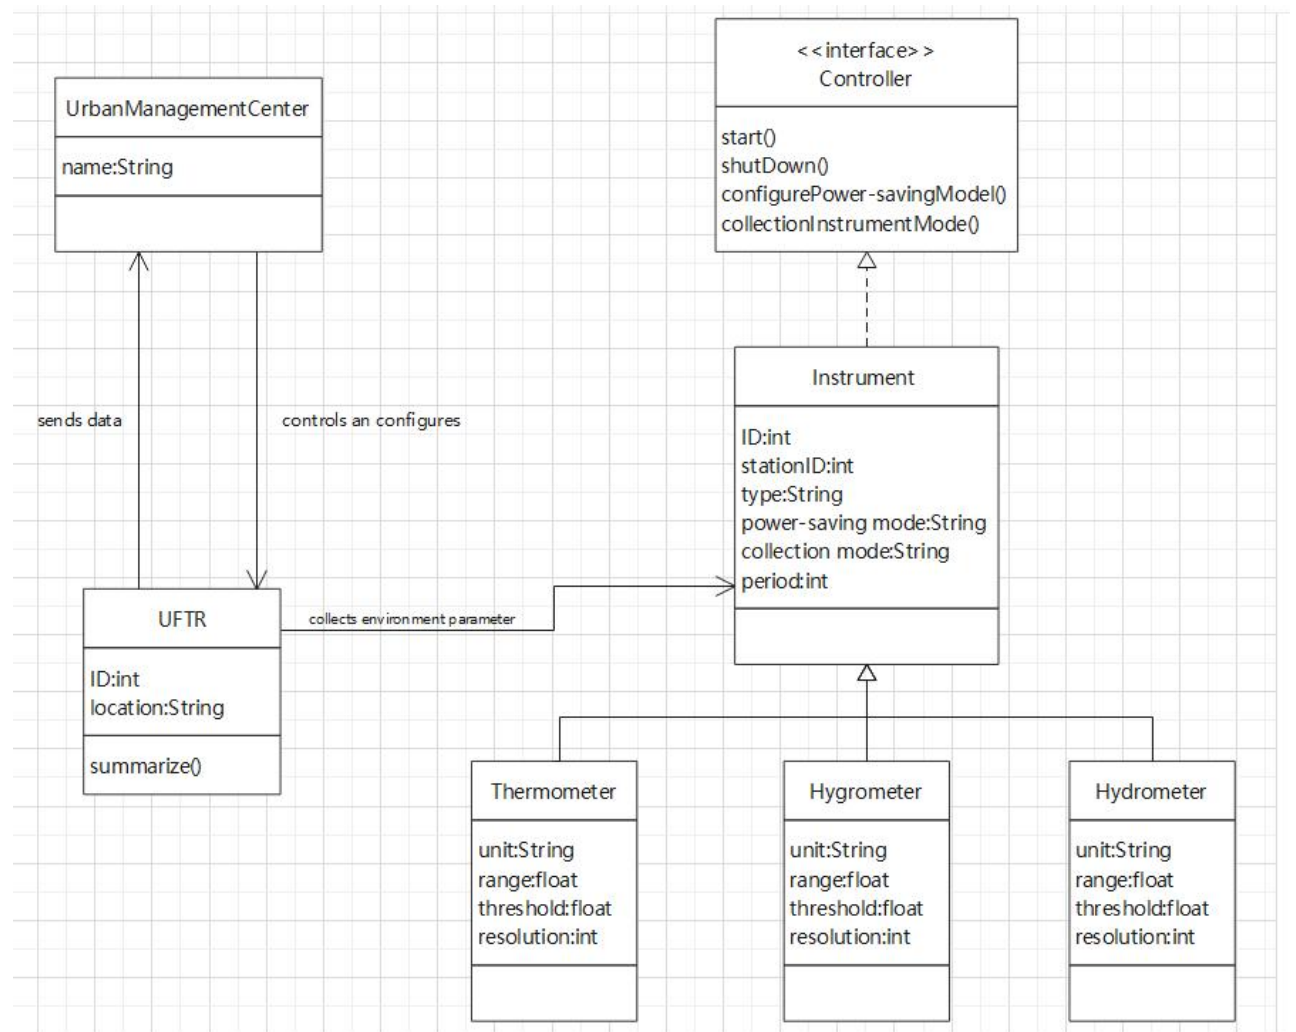 UrbanManagementCenter
name:String
<<interface>>
Controller
start()
shutDown()
configurePower-savingModel()
collectionInstrumentMode()
sends data
controls an configures
Instrument
ID:int
stationID:int
type:String
power-saving mode:String
collection mode:String
period:int
UFTR
ID:int
location:String
summarize()
collects environment parameter
Thermometer
unit:String
range:float
threshold:float
resolution:int
Hygrometer
unit:String
range:float
threshold:float
resolution:int
Hydrometer
unit:String
range:float
threshold:float
resolution:int